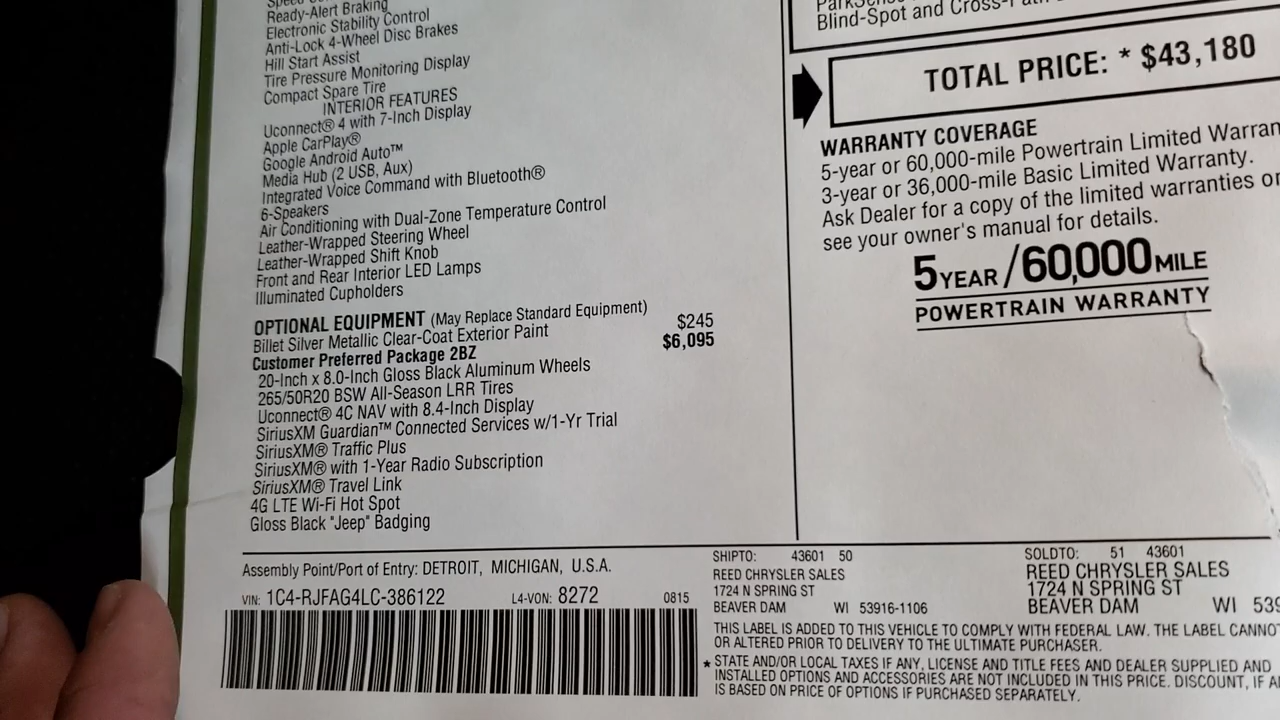 Ready-Alert Braking
Electronic Stability Control
Anti-Lock 4-Wheel Disc Brakes
Hill Start Assist
Tire Pressure Monitoring Display
Compact Spare Tire
INTERIOR FEATURES
Uconnect® 4 with 7-Inch Display
Apple CarPlay®
Google Android Auto™
Media Hub (2 USB, Aux)
Integrated Voice Command with Bluetooth®
6-Speakers
Air Conditioning with Dual-Zone Temperature Control
Leather-Wrapped Steering Wheel
Leather-Wrapped Shift Knob
Front and Rear Interior LED Lamps
Illuminated Cupholders
OPTIONAL EQUIPMENT (May Replace Standard Equipment)
Billet Silver Metallic Clear-Coat Exterior Paint $245
Customer Preferred Package 2BZ $6,095
20-Inch x 8.0-Inch Gloss Black Aluminum Wheels
265/50R20 BSW All-Season LRR Tires
Uconnect® 4C NAV with 8.4-Inch Display
SiriusXM Guardian™ Connected Services w/1-Yr Trial
SiriusXM® Traffic Plus
SiriusXM® with 1-Year Radio Subscription
SiriusXM® Travel Link
4G LTE Wi-Fi Hot Spot
Gloss Black "Jeep" Badging
Blind-Spot and Cross-Path
TOTAL PRICE: * $43,180
WARRANTY COVERAGE
5-year or 60,000-mile Powertrain Limited Warran
3-year or 36,000-mile Basic Limited Warranty.
Ask Dealer for a copy of the limited warranties or
see your owner's manual for details.
5 YEAR / 60,000 MILE
POWERTRAIN WARRANTY
Assembly Point/Port of Entry: DETROIT, MICHIGAN, U.S.A.
VIN: 1C4-RJFAG4LC-386122 L4-VON: 8272 0815
SHIPTO: 43601 50
REED CHRYSLER SALES
1724 N SPRING ST
BEAVER DAM WI 53916-1106
SOLDTO: 51 43601
REED CHRYSLER SALES
1724 N SPRING ST
BEAVER DAM WI 539
THIS LABEL IS ADDED TO THIS VEHICLE TO COMPLY WITH FEDERAL LAW. THE LABEL CANNOT
OR ALTERED PRIOR TO DELIVERY TO THE ULTIMATE PURCHASER.
* STATE AND/OR LOCAL TAXES IF ANY, LICENSE AND TITLE FEES AND DEALER SUPPLIED AND
INSTALLED OPTIONS AND ACCESSORIES ARE NOT INCLUDED IN THIS PRICE. DISCOUNT, IF A
IS BASED ON PRICE OF OPTIONS IF PURCHASED SEPARATELY.